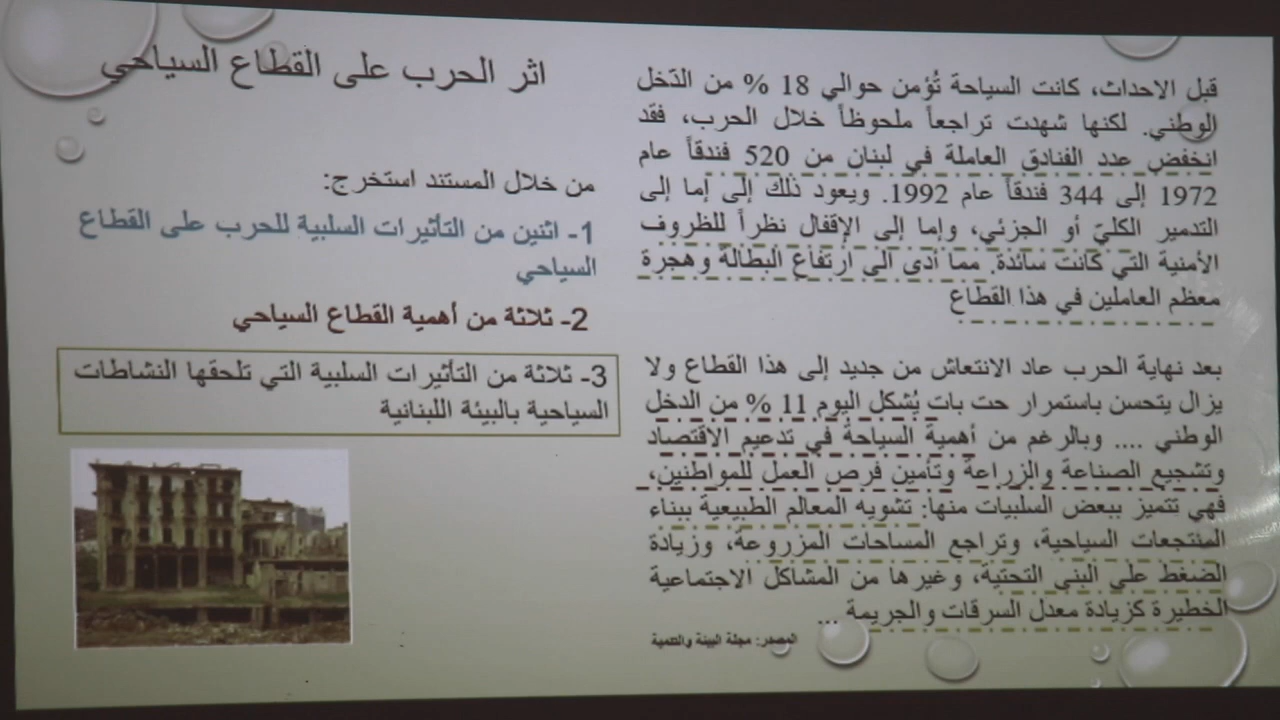 اثر الحرب على القطاع السياحي
قبل الاحداث، كانت السياحة تُؤمن حوالي 18 % من الدّخل
الوطني. لكنها شهدت تراجعاً ملحوظاً خلال الحرب، فقد
انخفض عدد الفنادق العاملة في لبنان من 520 فندقاً عام
1972 إلى 344 فندقاً عام 1992. ويعود ذلك إلى إما إلى
التدمير الكليّ أو الجزئي، وإما إلى الإقفال نظراً للظروف
الأمنية التي كانت سائدة. مما أدى الى ارتفاع البطالة وهجرة
معظم العاملين في هذا القطاع
بعد نهاية الحرب عاد الانتعاش من جديد إلى هذا القطاع ولا
يزال يتحسن باستمرار حت بات يُشكل اليوم 11 % من الدخل
الوطني .... وبالرغم من أهمية السياحة في تدعيم الاقتصاد
وتشجيع الصناعة والزراعة وتأمين فرص العمل للمواطنين،
فهي تتميز ببعض السلبيات منها: تشويه المعالم الطبيعية ببناء
المنتجعات السياحية، وتراجع المساحات المزروعة، وزيادة
الضغط على البنى التحتية، وغيرها من المشاكل الاجتماعية
الخطيرة كزيادة معدل السرقات والجريمة ...
المصدر: مجلة البيئة والتنمية
من خلال المستند استخرج:
1- اثنين من التأثيرات السلبية للحرب على القطاع
السياحي
2- ثلاثة من أهمية القطاع السياحي
3- ثلاثة من التأثيرات السلبية التي تلحقها النشاطات
السياحية بالبيئة اللبنانية